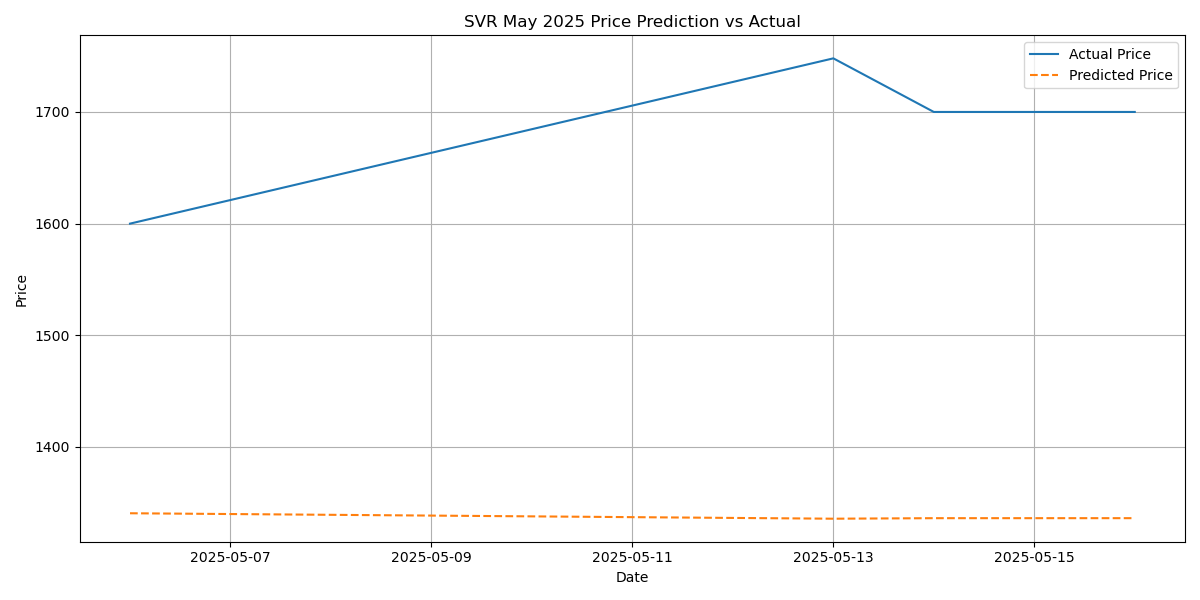 SVR May 2025 Price Prediction vs Actual
Actual Price
Predicted Price
Price
1700
1600
1500
1400
2025-05-07
2025-05-09
2025-05-11
2025-05-13
2025-05-15
Date